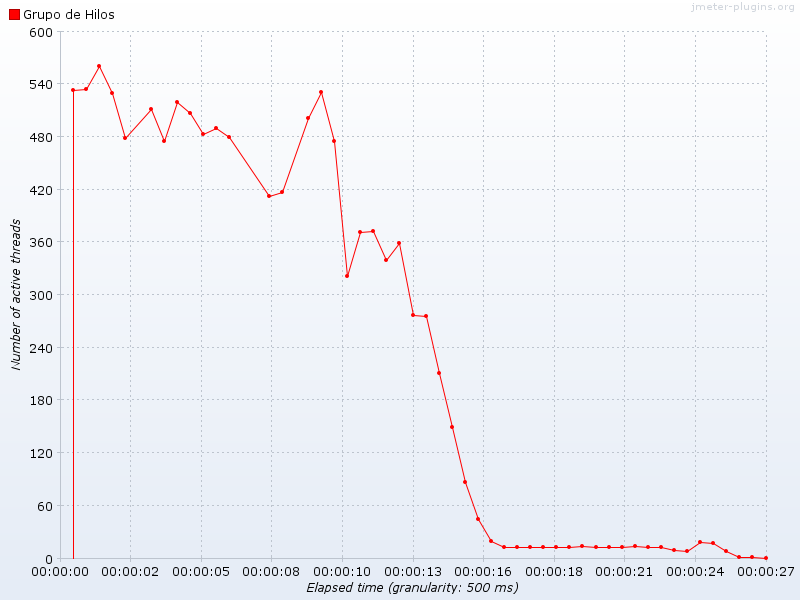 jmeter-plugins.org
Grupo de Hilos
600
540
480
420
360
300
240
180
120
60
0
Number of active threads
00:00:00 00:00:02 00:00:05 00:00:08 00:00:10 00:00:13 00:00:16 00:00:18 00:00:21 00:00:24 00:00:27
Elapsed time (granularity: 500 ms)